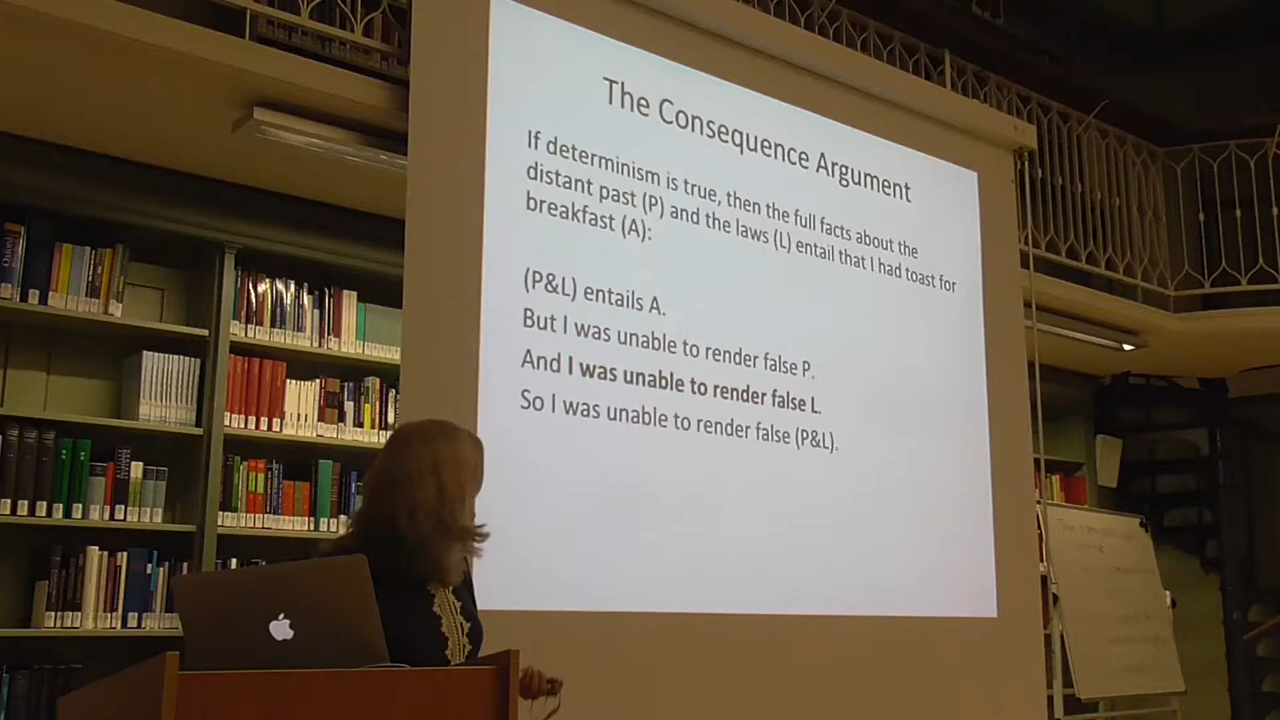 The Consequence Argument
If determinism is true, then the full facts about the
distant past (P) and the laws (L) entail that I had toast for
breakfast (A):
(P&L) entails A.
But I was unable to render false P.
And I was unable to render false L.
So I was unable to render false (P&L).
Oxford